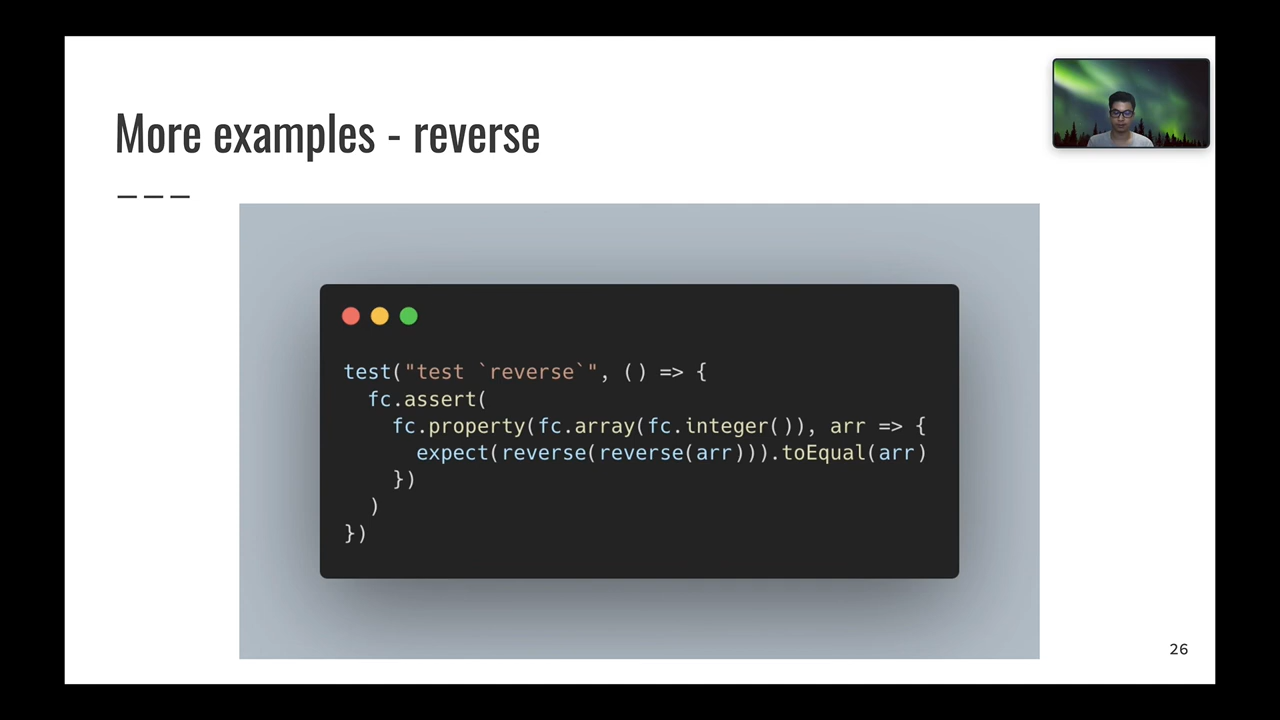 More examples - reverse
test("test `reverse`", () => {
  fc.assert(
    fc.property(fc.array(fc.integer()), arr => {
      expect(reverse(reverse(arr))).toEqual(arr)
    })
  )
})
26